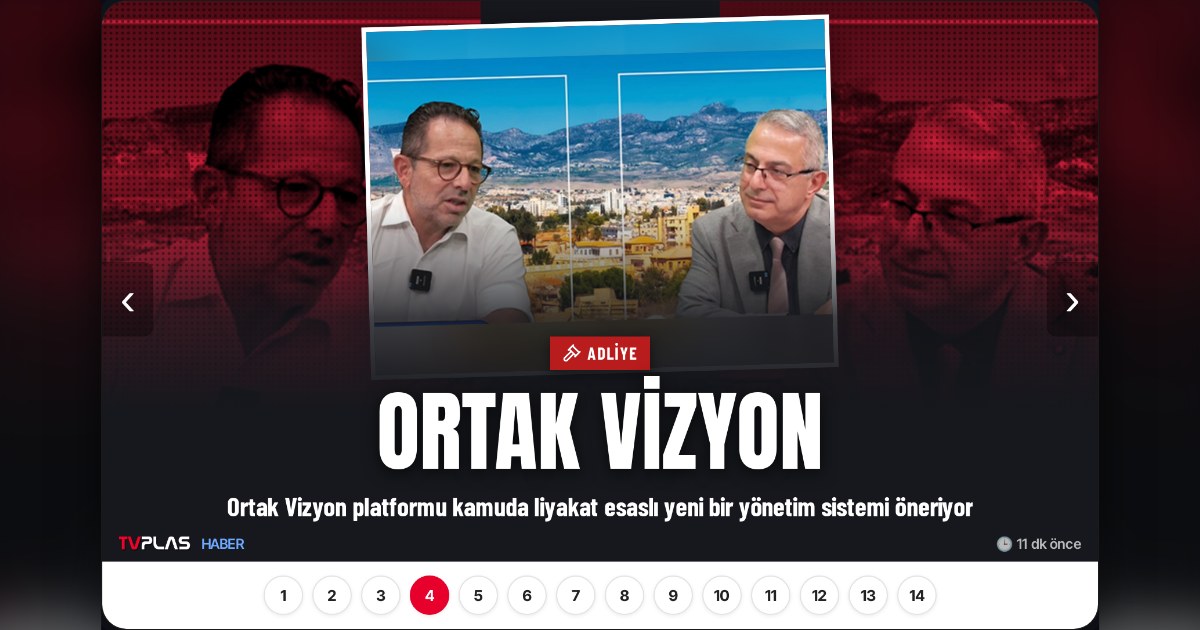 ADLİYE
ORTAK VİZYON
Ortak Vizyon platformu kamuda liyakat esaslı yeni bir yönetim sistemi öneriyor
TVPLAS HABER
11 dk önce
1 2 3 4 5 6 7 8 9 10 11 12 13 14